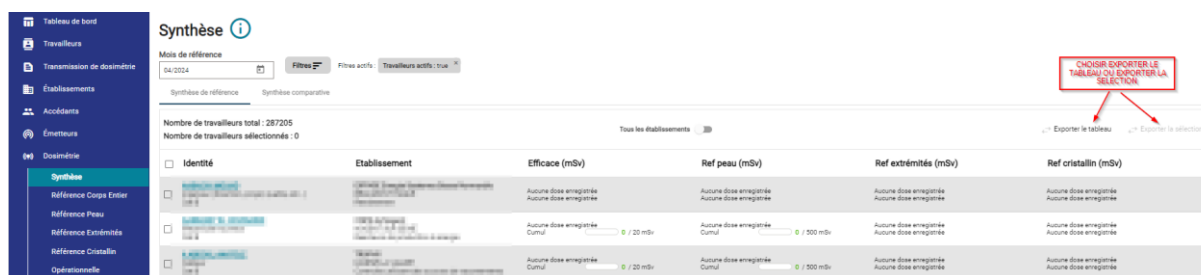 Tableau de bord
Travailleurs
Transmission de dosimétrie
Établissements
Accédants
Émetteurs
Dosimétrie
Synthèse
Référence Corps Entier
Référence Peau
Référence Extrémités
Référence Cristallin
Opérationnelle
Synthèse
Mois de référence
04/2024
Filtres
Filtres actifs : Travailleurs actifs : true ×
Synthèse de référence Synthèse comparative
CHOISIR EXPORTER LE
TABLEAU OU EXPORTER LA
SELECTION
Nombre de travailleurs total : 287205
Nombre de travailleurs sélectionnés : 0
Tous les établissements
Exporter le tableau Exporter la sélection
Identité Etablissement Efficace (mSv) Ref peau (mSv) Ref extrémités (mSv) Ref cristallin (mSv)
Aucune dose enregistrée Aucune dose enregistrée Aucune dose enregistrée Aucune dose enregistrée
Aucune dose enregistrée Aucune dose enregistrée Aucune dose enregistrée Aucune dose enregistrée
Aucune dose enregistrée Aucune dose enregistrée Aucune dose enregistrée Aucune dose enregistrée
Cumul 0 / 20 mSv Cumul 0 / 500 mSv Aucune dose enregistrée Aucune dose enregistrée
Aucune dose enregistrée Aucune dose enregistrée Aucune dose enregistrée Aucune dose enregistrée
Cumul 0 / 20 mSv Cumul 0 / 500 mSv Aucune dose enregistrée Aucune dose enregistrée